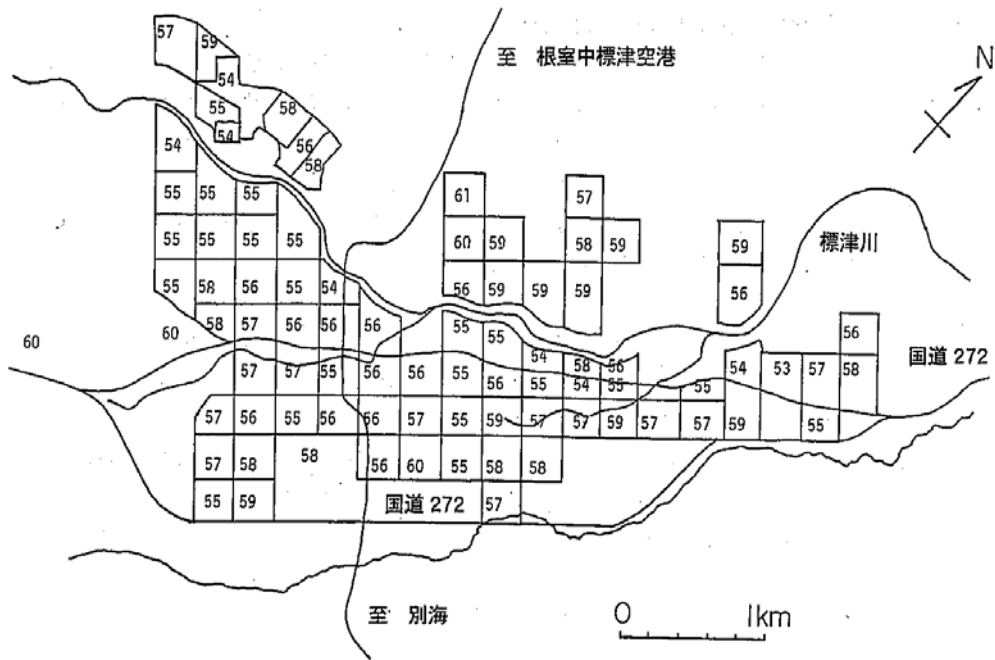 57 59
54
至 根室中標津空港
N
55 58
54 56
58
54
55 55 55 61 57
55 55 55 55 60 59 58 59 59 標津川
55 58 56 55 54 56 59 59 59 56
60 60 58 57 56 56 56 55 55 56
国道 272
57 57 55 56 56 55 56 54 55 58 54 56 55 55 54 53 57 58
57 56 55 56 56 57 55 59 57 57 59 57 57 59 55
57 58 58 56 60 55 58 58
55 59 国道 272 57
至 別海
0 1km